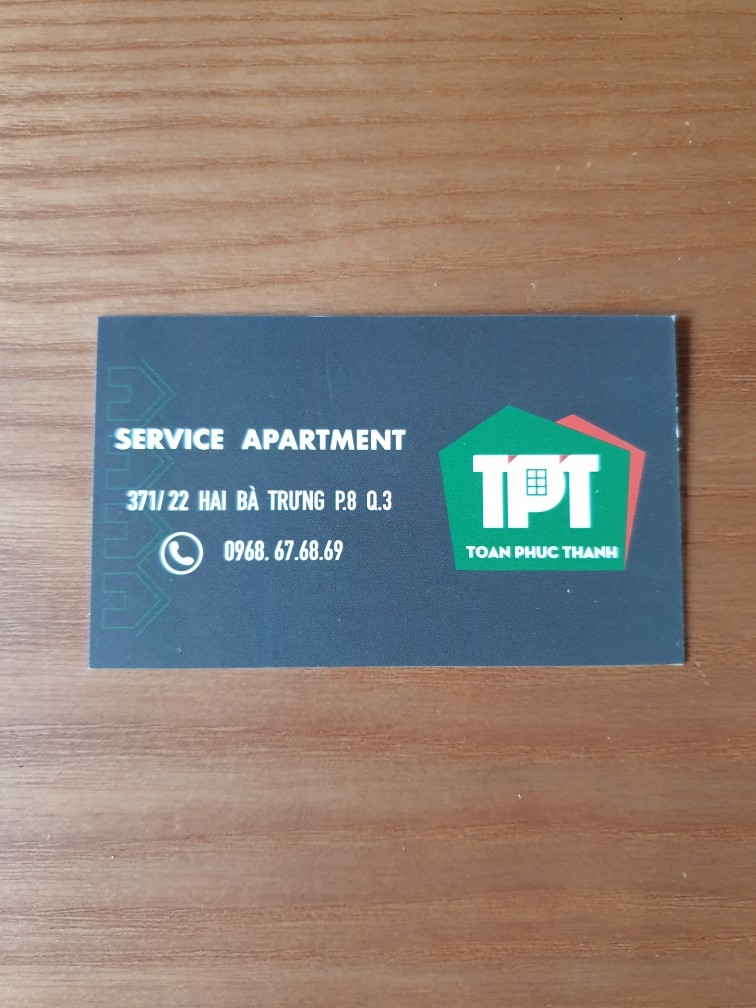 SERVICE APARTMENT
371/22 HAI BÀ TRƯNG P.8 Q.3
0968. 67.68.69
TPT
TOAN PHUC THANH